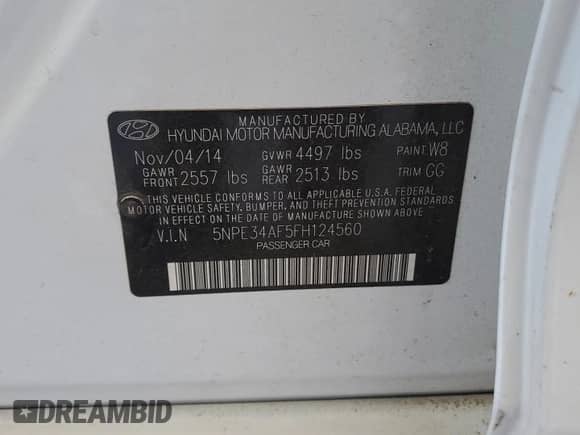 MANUFACTURED BY
HYUNDAI MOTOR MANUFACTURING ALABAMA, LLC
Nov/04/14 GVWR 4497 lbs PAINT W8
GAWR FRONT 2557 lbs GAWR REAR 2513 lbs TRIM GG
THIS VEHICLE CONFORMS TO ALL APPLICABLE U.S.A. FEDERAL
MOTOR VEHICLE SAFETY, BUMPER, AND THEFT PREVENTION STANDARDS
IN EFFECT ON THE DATE OF MANUFACTURE SHOWN ABOVE.
V.I.N 5NPE34AF5FH124560
PASSENGER CAR
DREAMBID